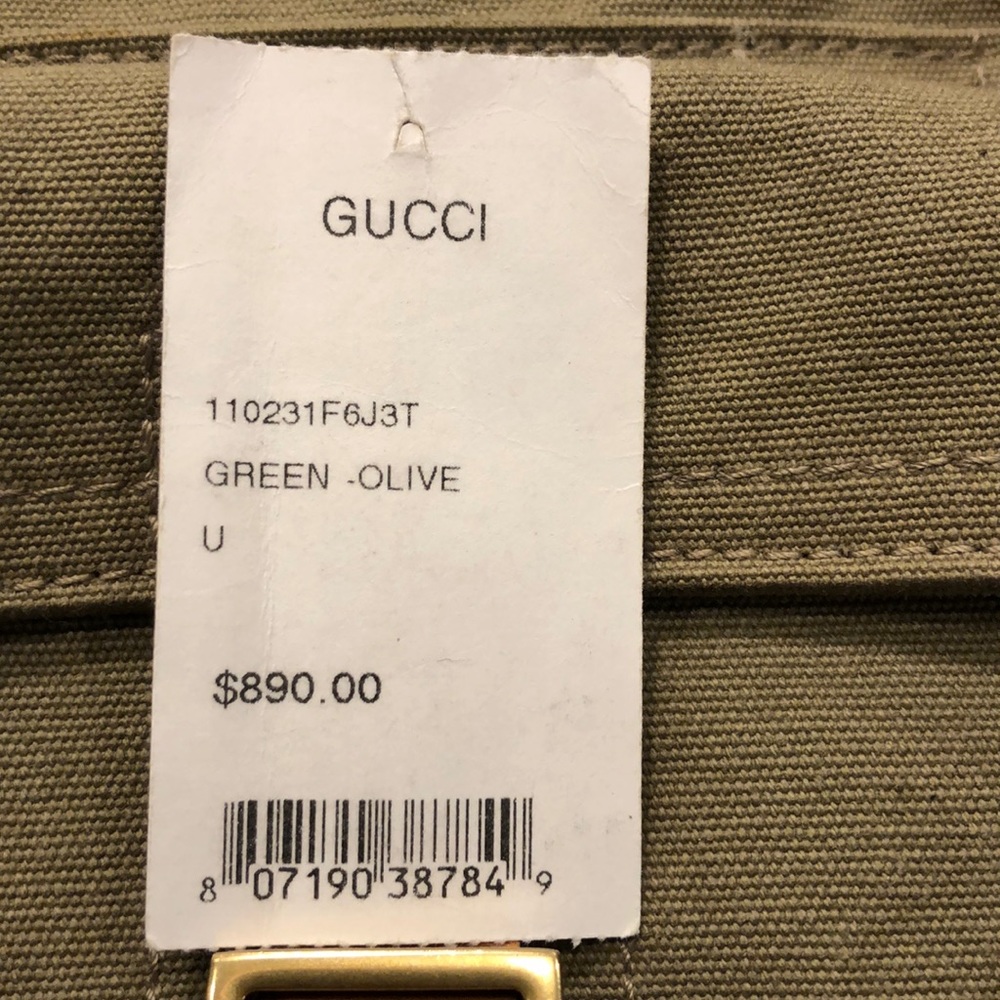 GUCCI
110231F6J3T
GREEN -OLIVE
U
$890.00
8 07190 38784 9